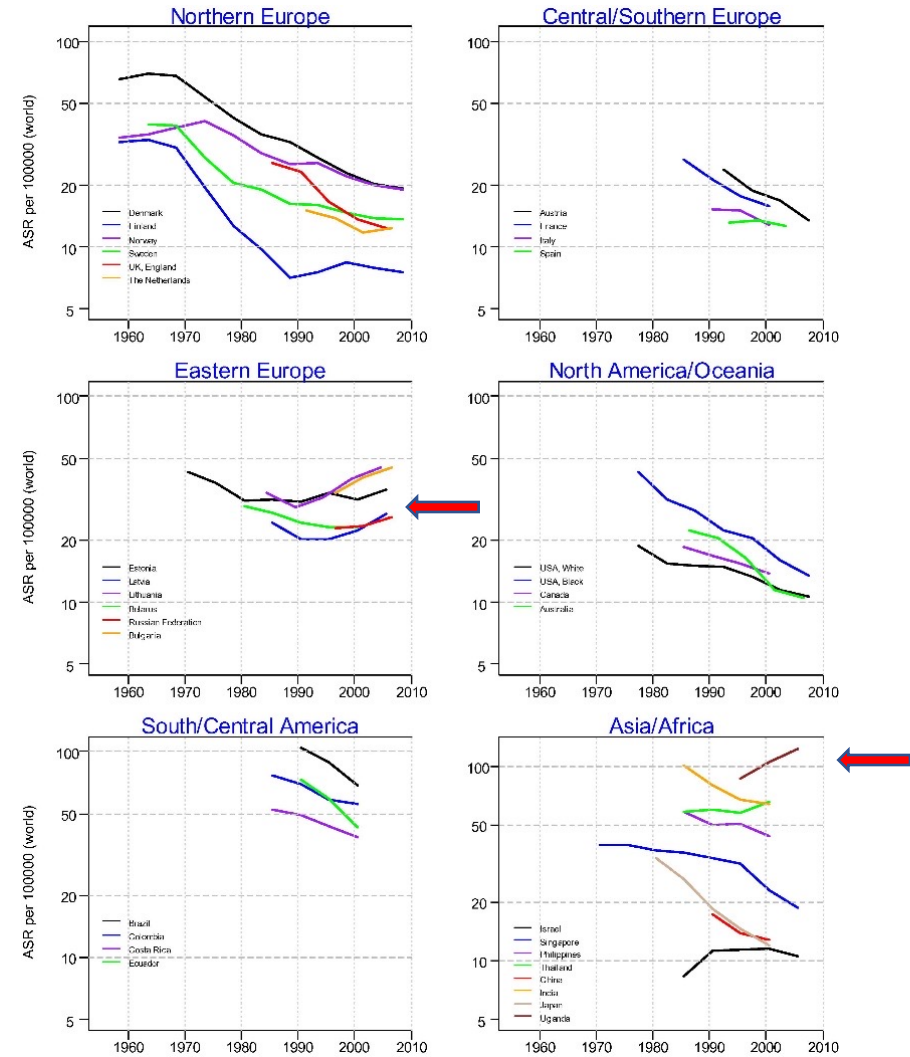 Northern Europe
ASR per 100000 (world)
100
50
20
10
5
Denmark
Finland
Norway
Sweden
UK, England
The Netherlands
1960 1970 1980 1990 2000 2010
Central/Southern Europe
100
50
20
10
5
Austria
France
Italy
Spain
1960 1970 1980 1990 2000 2010
Eastern Europe
ASR per 100000 (world)
100
50
20
10
5
Estonia
Latvia
Lithuania
Belarus
Russian Federation
Bulgaria
1960 1970 1980 1990 2000 2010
North America/Oceania
100
50
20
10
5
USA, White
USA, Black
Canada
Australia
1960 1970 1980 1990 2000 2010
South/Central America
ASR per 100000 (world)
100
50
20
10
5
Brazil
Colombia
Costa Rica
Ecuador
1960 1970 1980 1990 2000 2010
Asia/Africa
100
50
20
10
5
Israel
Singapore
Philippines
Thailand
China
India
Japan
Uganda
1960 1970 1980 1990 2000 2010